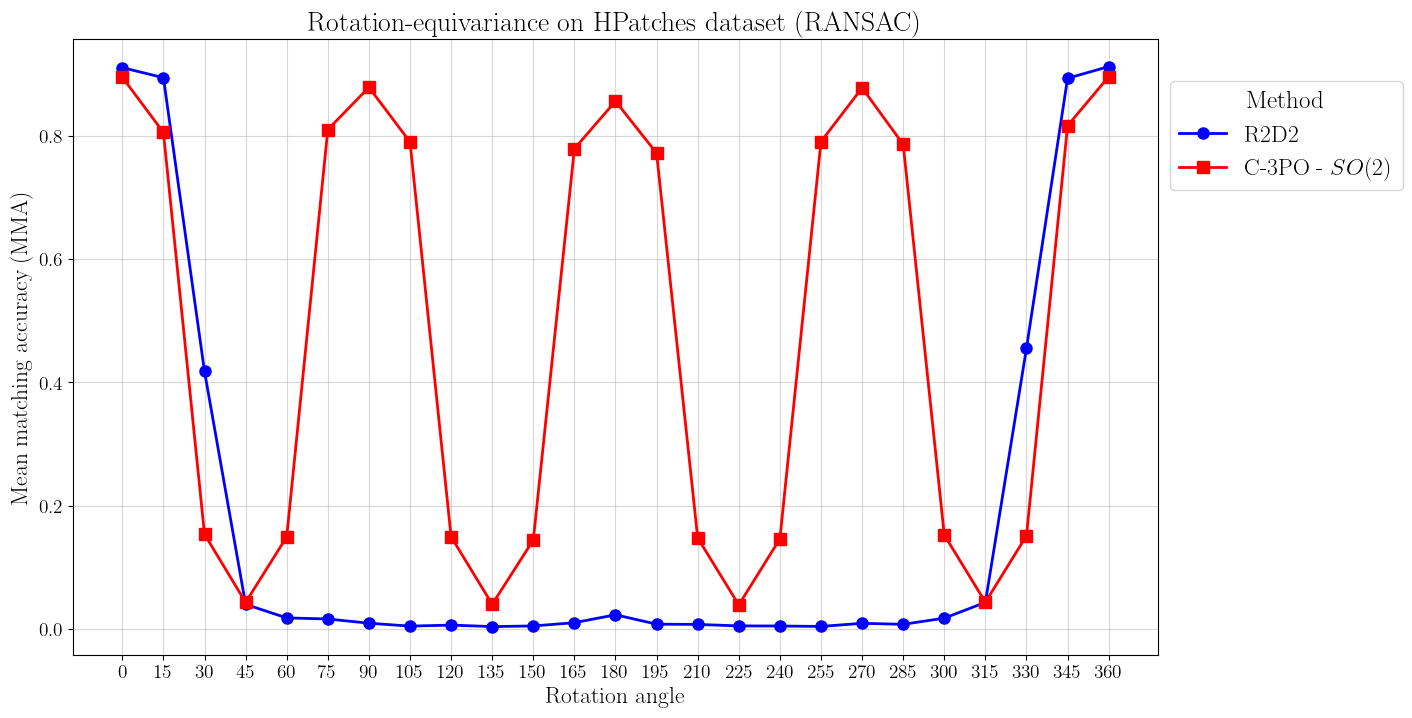 Rotation-equivariance on HPatches dataset (RANSAC)
Method
R2D2
C-3PO - SO(2)
Mean matching accuracy (MMA)
0.8
0.6
0.4
0.2
0.0
0 15 30 45 60 75 90 105 120 135 150 165 180 195 210 225 240 255 270 285 300 315 330 345 360
Rotation angle